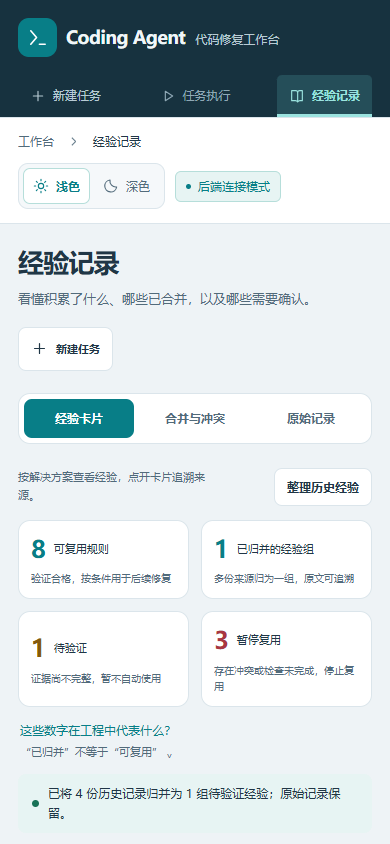 Coding Agent 代码修复工作台
新建任务 任务执行 经验记录
工作台 > 经验记录
浅色 深色 后端连接模式
经验记录
看懂积累了什么、哪些已合并，以及哪些需要确认。
新建任务
经验卡片 合并与冲突 原始记录
按解决方案查看经验，点开卡片追溯来
源。
整理历史经验
8 可复用规则
验证合格，按条件用于后续修复
1 已归并的经验组
多份来源归为一组，原文可追溯
1 待验证
证据尚不完整，暂不自动使用
3 暂停复用
存在冲突或检查未完成，停止复
用
这些数字在工程中代表什么？
“已归并”不等于“可复用”
已将 4 份历史记录归并为 1 组待验证经验；原始记录保
留。